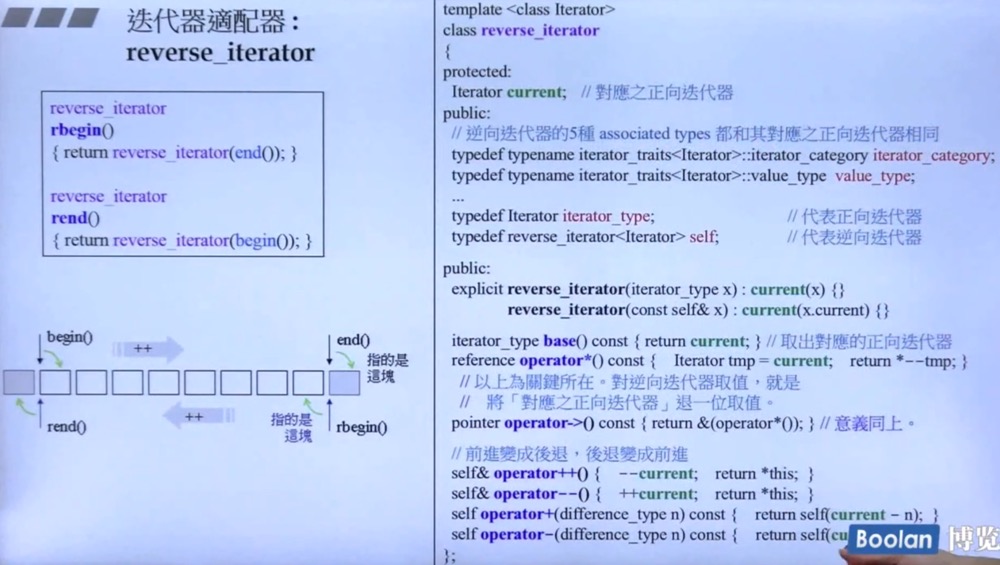 迭代器適配器 :
reverse_iterator
reverse_iterator
rbegin()
{ return reverse_iterator(end()); }
reverse_iterator
rend()
{ return reverse_iterator(begin()); }
begin()
++
end()
指的是
這塊
rend()
++
指的是
這塊
rbegin()
template <class Iterator>
class reverse_iterator
{
protected:
Iterator current; // 對應之正向迭代器
public:
// 逆向迭代器的5種 associated types 都和其對應之正向迭代器相同
typedef typename iterator_traits<Iterator>::iterator_category iterator_category;
typedef typename iterator_traits<Iterator>::value_type value_type;
...
typedef Iterator iterator_type; // 代表正向迭代器
typedef reverse_iterator<Iterator> self; // 代表逆向迭代器
public:
explicit reverse_iterator(iterator_type x) : current(x) {}
reverse_iterator(const self& x) : current(x.current) {}
iterator_type base() const { return current; } // 取出對應的正向迭代器
reference operator*() const { Iterator tmp = current; return *--tmp; }
// 以上為關鍵所在。對逆向迭代器取值，就是
// 將「對應之正向迭代器」退一位取值。
pointer operator->() const { return &(operator*()); } // 意義同上。
// 前進變成後退，後退變成前進
self& operator++() { --current; return *this; }
self& operator--() { ++current; return *this; }
self operator+(difference_type n) const { return self(current - n); }
self operator-(difference_type n) const { return self(cu
};
Boolan 博览